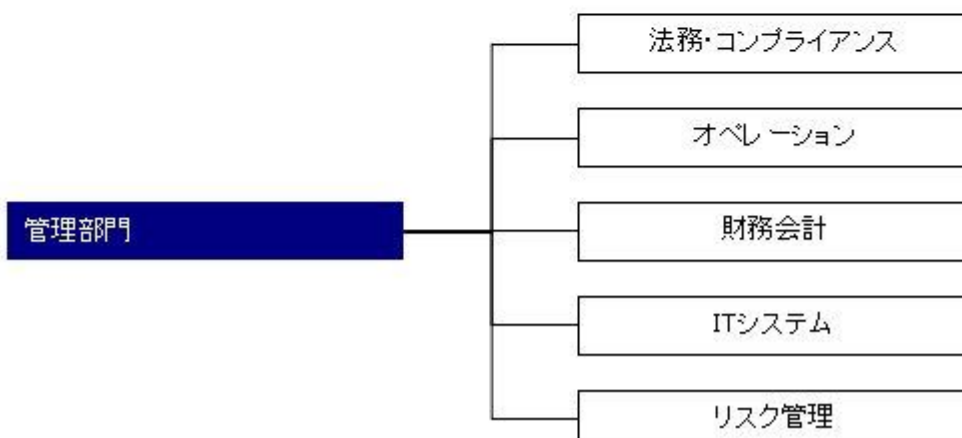 法務・コンプライアンス
オペレーション
管理部門
財務会計
ITシステム
リスク管理